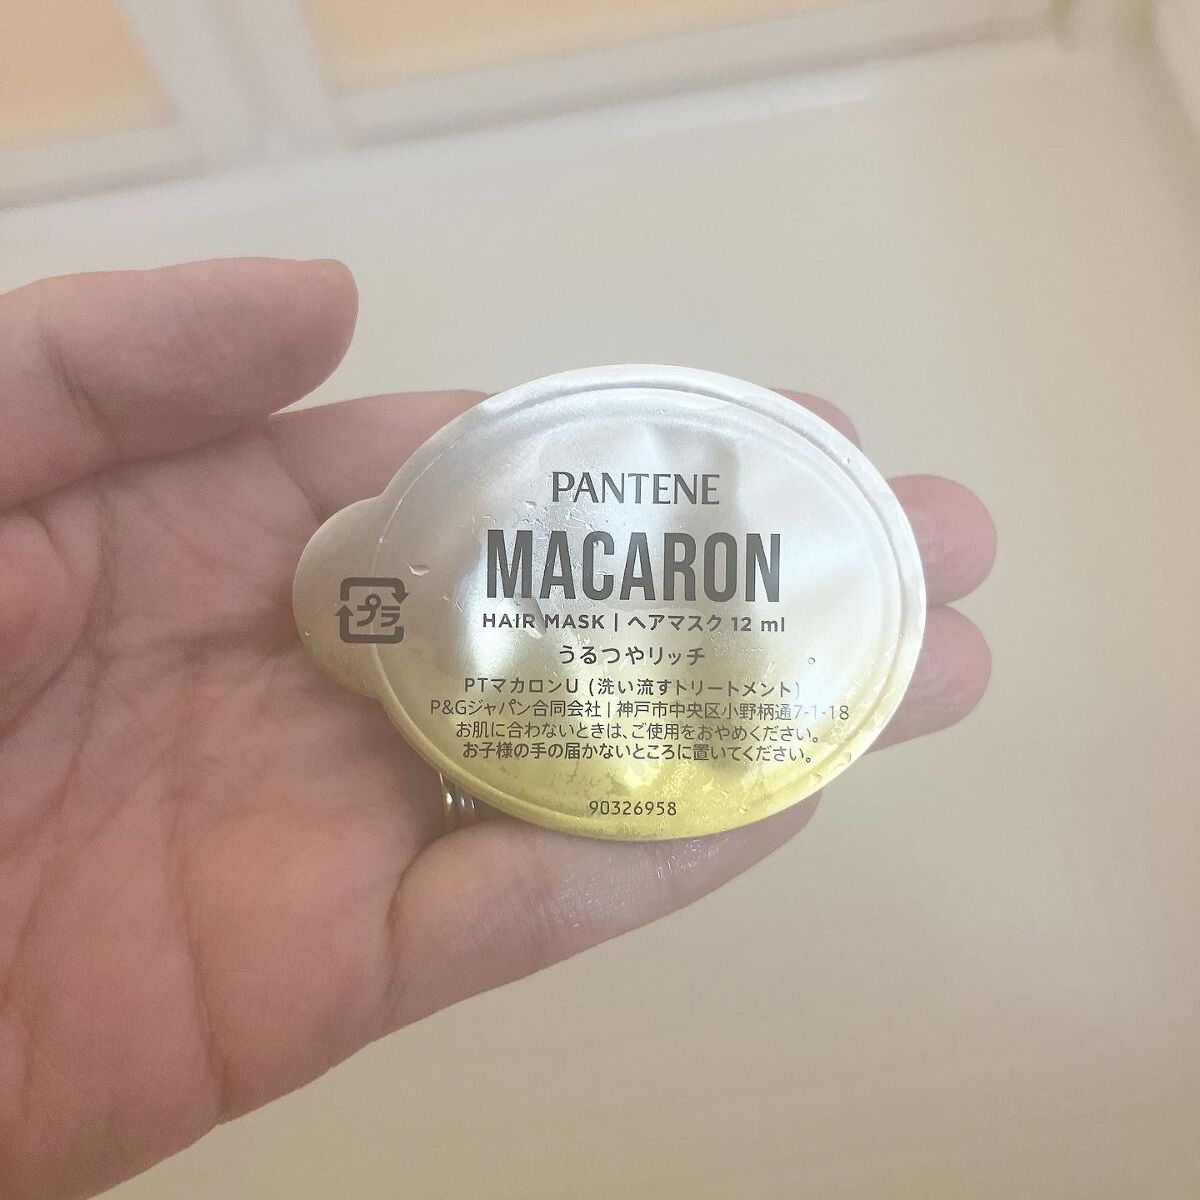 PANTENE
MACARON
HAIR MASK | ヘアマスク 12 ml
プラ
うるつやリッチ
PTマカロンU (洗い流すトリートメント)
P&Gジャパン合同会社 | 神戸市中央区小野柄通7-1-18
お肌に合わないときは、ご使用をおやめください。
お子様の手の届かないところに置いてください。
90326958